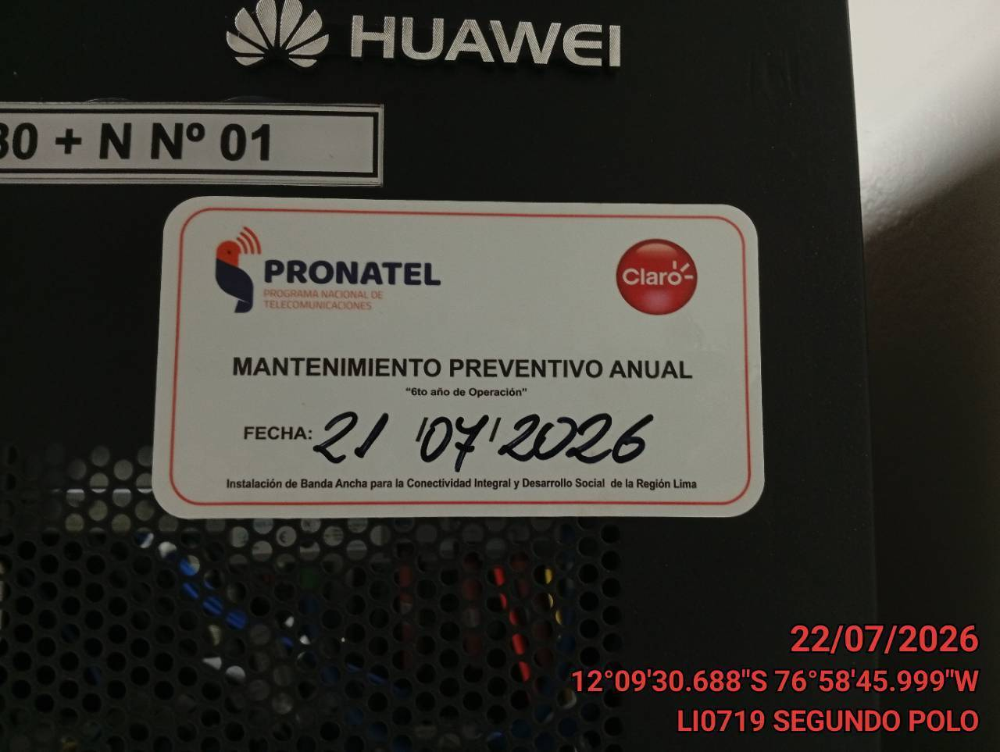 HUAWEI
30 + N Nº 01
PRONATEL
PROGRAMA NACIONAL DE
TELECOMUNICACIONES
Claro
MANTENIMIENTO PREVENTIVO ANUAL
“6to año de Operación”
FECHA: 21 /07/ 2026
Instalación de Banda Ancha para la Conectividad Integral y Desarrollo Social de la Región Lima
22/07/2026
12°09'30.688"S 76°58'45.999"W
LI0719 SEGUNDO POLO